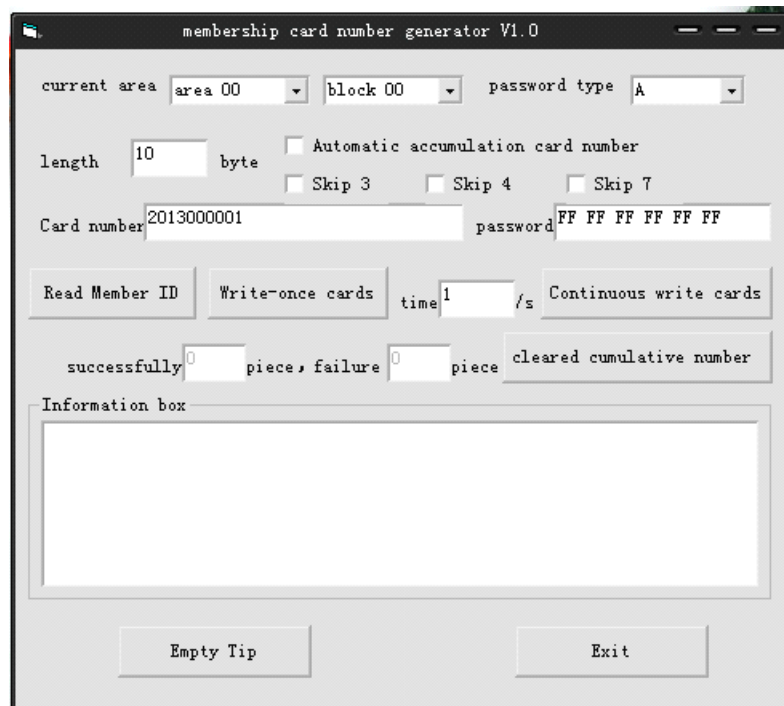 membership card number generator V1.0
current area area 00 block 00 password type A
length 10 byte Automatic accumulation card number
Skip 3 Skip 4 Skip 7
Card number 2013000001 password FF FF FF FF FF FF
Read Member ID Write-once cards time 1 /s Continuous write cards
successfully 0 piece, failure 0 piece cleared cumulative number
Information box
Empty Tip Exit